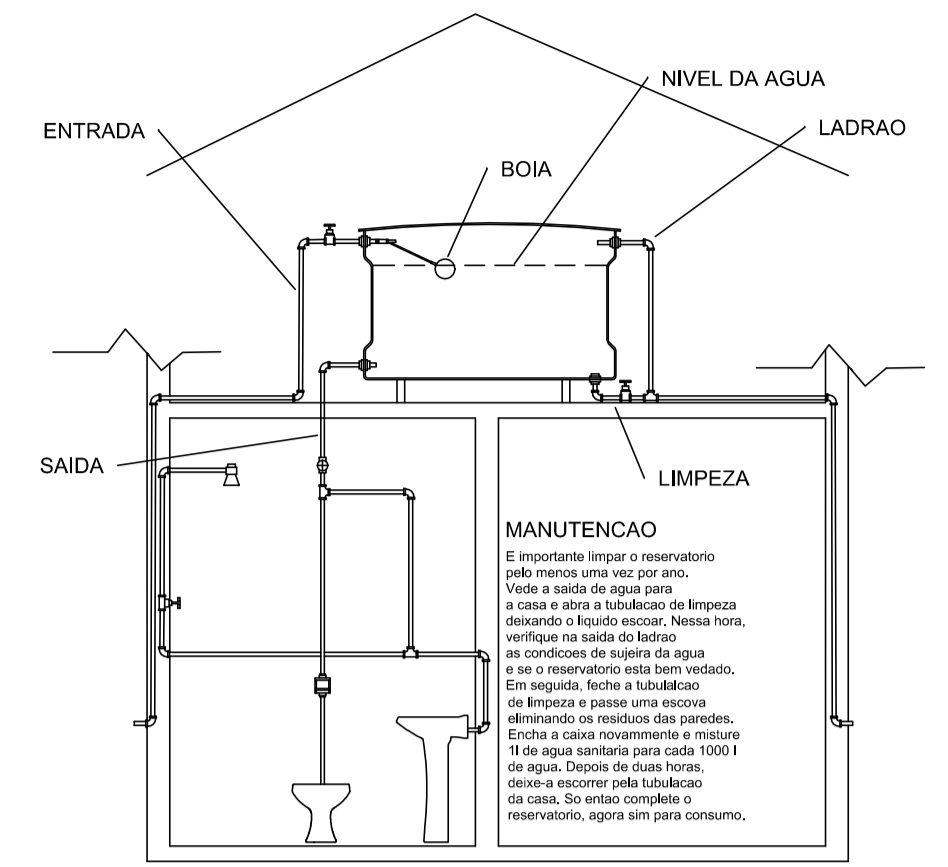 NIVEL DA AGUA
ENTRADA
LADRAO
BOIA
SAIDA
LIMPEZA
MANUTENCAO
E importante limpar o reservatorio
pelo menos uma vez por ano.
Vede a saida de agua para
a casa e abra a tubulacao de limpeza
deixando o liquido escoar. Nessa hora,
verifique na saida do ladrao
as condicoes de sujeira da agua
e se o reservatorio esta bem vedado.
Em seguida, feche a tubulalcao
de limpeza e passe uma escova
eliminando os residuos das paredes.
Encha a caixa novammente e misture
1l de agua sanitaria para cada 1000 l
de agua. Depois de duas horas,
deixe-a escorrer pela tubulacao
da casa. So entao complete o
reservatorio, agora sim para consumo.